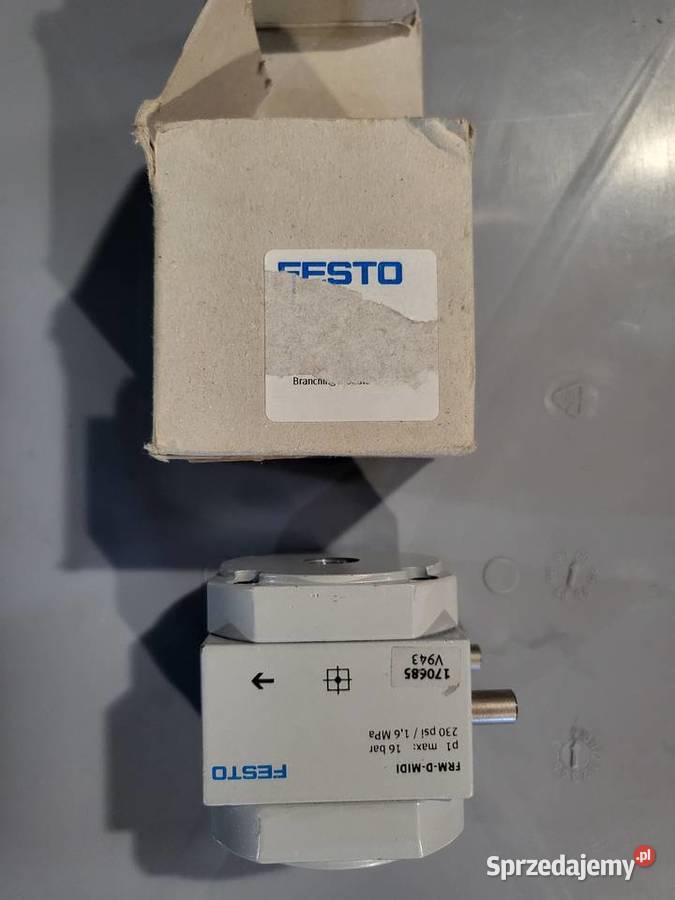 FESTO
Branching
FRM-D-MIDI
p1 max: 16 bar
230 psi / 1,6 MPa
FESTO
170685
V943
Sprzedajemy.pl